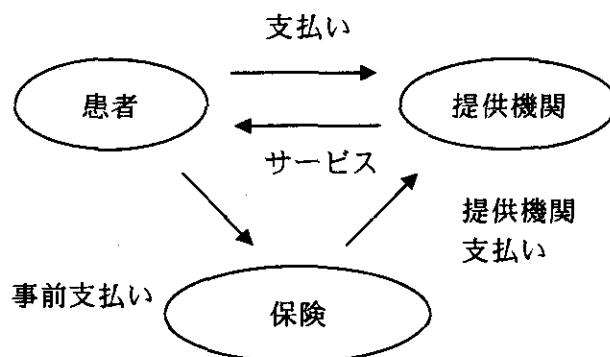 支払い
患者
提供機関
サービス
提供機関
支払い
事前支払い
保険